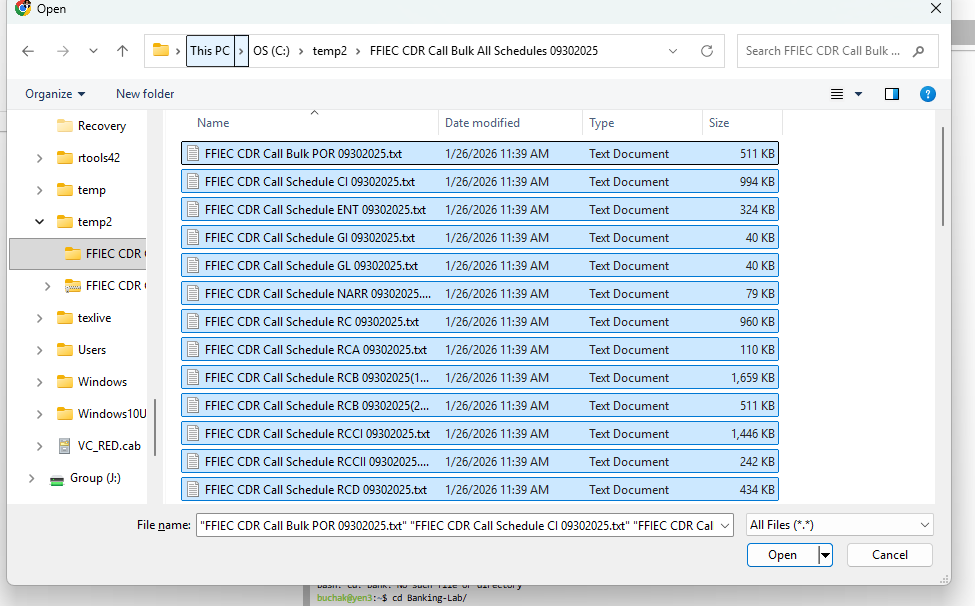 Open
This PC OS (C:) temp2 FFIEC CDR Call Bulk All Schedules 09302025
Search FFIEC CDR Call Bulk ...
Organize New folder
Name Date modified Type Size
Recovery
rtools42
temp
temp2
FFIEC CDR
FFIEC CDR
texlive
Users
Windows
Windows10U
VC_RED.cab
Group (J:)
FFIEC CDR Call Bulk POR 09302025.txt 1/26/2026 11:39 AM Text Document 511 KB
FFIEC CDR Call Schedule CI 09302025.txt 1/26/2026 11:39 AM Text Document 994 KB
FFIEC CDR Call Schedule ENT 09302025.txt 1/26/2026 11:39 AM Text Document 324 KB
FFIEC CDR Call Schedule GI 09302025.txt 1/26/2026 11:39 AM Text Document 40 KB
FFIEC CDR Call Schedule GL 09302025.txt 1/26/2026 11:39 AM Text Document 40 KB
FFIEC CDR Call Schedule NARR 09302025.... 1/26/2026 11:39 AM Text Document 79 KB
FFIEC CDR Call Schedule RC 09302025.txt 1/26/2026 11:39 AM Text Document 960 KB
FFIEC CDR Call Schedule RCA 09302025.txt 1/26/2026 11:39 AM Text Document 110 KB
FFIEC CDR Call Schedule RCB 09302025(1... 1/26/2026 11:39 AM Text Document 1,659 KB
FFIEC CDR Call Schedule RCB 09302025(2... 1/26/2026 11:39 AM Text Document 511 KB
FFIEC CDR Call Schedule RCCI 09302025.txt 1/26/2026 11:39 AM Text Document 1,446 KB
FFIEC CDR Call Schedule RCCII 09302025.... 1/26/2026 11:39 AM Text Document 242 KB
FFIEC CDR Call Schedule RCD 09302025.txt 1/26/2026 11:39 AM Text Document 434 KB
File name: "FFIEC CDR Call Bulk POR 09302025.txt" "FFIEC CDR Call Schedule CI 09302025.txt" "FFIEC CDR Cal
All Files (*.*)
Open Cancel
bash: cd: Bank: No such file or directory
buchak@yen3:~$ cd Banking-Lab/